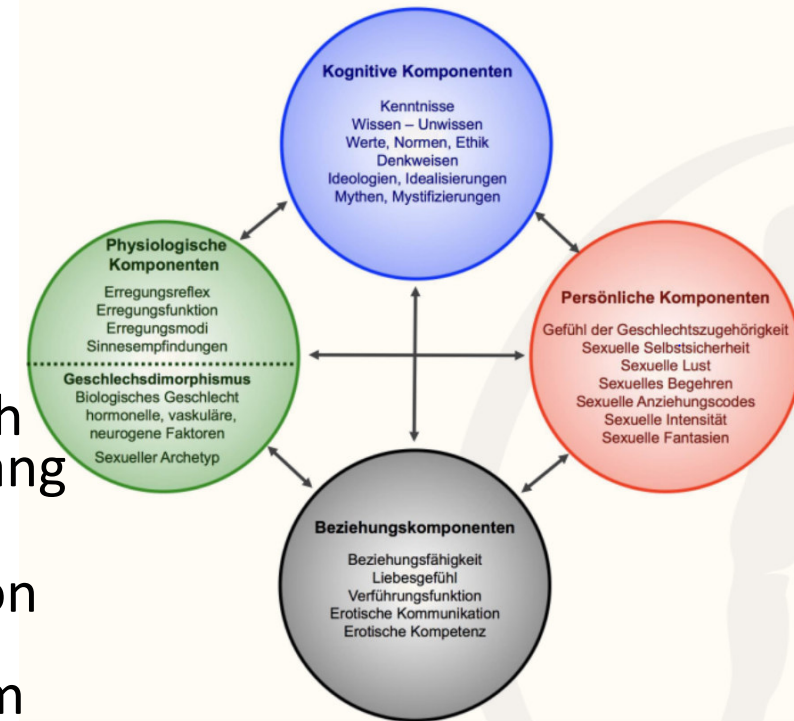 Kognitive Komponenten
Kenntnisse
Wissen – Unwissen
Werte, Normen, Ethik
Denkweisen
Ideologien, Idealisierungen
Mythen, Mystifizierungen
Physiologische
Komponenten
Erregungsreflex
Erregungsfunktion
Erregungsmodi
Sinnesempfindungen
Geschlechsdimorphismus
Biologisches Geschlecht
hormonelle, vaskuläre,
neurogene Faktoren
Sexueller Archetyp
Persönliche Komponenten
Gefühl der Geschlechtszugehörigkeit
Sexuelle Selbstsicherheit
Sexuelle Lust
Sexuelles Begehren
Sexuelle Anziehungscodes
Sexuelle Intensität
Sexuelle Fantasien
Beziehungskomponenten
Beziehungsfähigkeit
Liebesgefühl
Verführungsfunktion
Erotische Kommunikation
Erotische Kompetenz